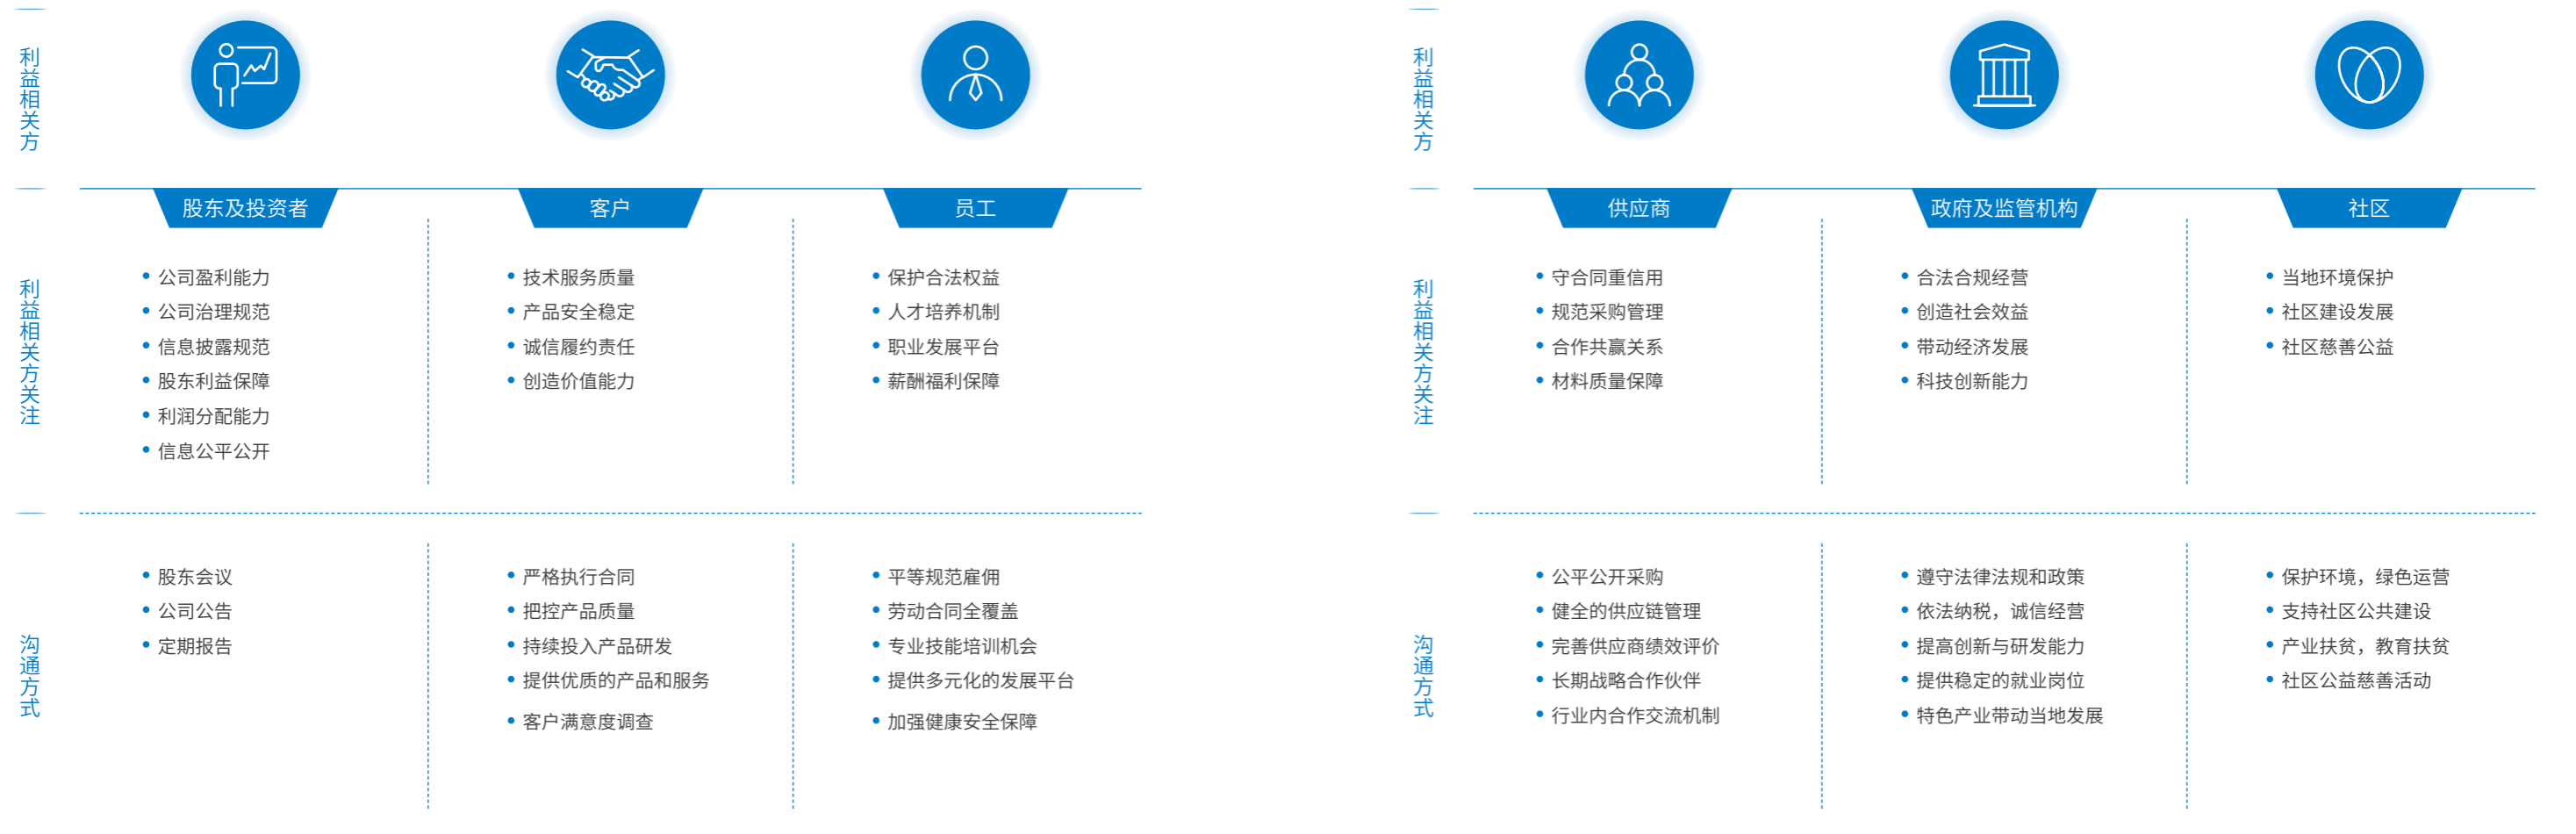 利益相关方
股东及投资者
客户
员工
利益相关方关注
公司盈利能力
公司治理规范
信息披露规范
股东利益保障
利润分配能力
信息公平公开
技术服务质量
产品安全稳定
诚信履约责任
创造价值能力
保护合法权益
人才培养机制
职业发展平台
薪酬福利保障
沟通方式
股东会议
公司公告
定期报告
严格执行合同
把控产品质量
持续投入产品研发
提供优质的产品和服务
客户满意度调查
平等规范雇佣
劳动合同全覆盖
专业技能培训机会
提供多元化的发展平台
加强健康安全保障
利益相关方
供应商
政府及监管机构
社区
利益相关方关注
守合同重信用
规范采购管理
合作共赢关系
材料质量保障
合法合规经营
创造社会效益
带动经济发展
科技创新能力
当地环境保护
社区建设发展
社区慈善公益
沟通方式
公平公开采购
健全的供应链管理
完善供应商绩效评价
长期战略合作伙伴
行业内合作交流机制
遵守法律法规和政策
依法纳税，诚信经营
提高创新与研发能力
提供稳定的就业岗位
特色产业带动当地发展
保护环境，绿色运营
支持社区公共建设
产业扶贫，教育扶贫
社区公益慈善活动